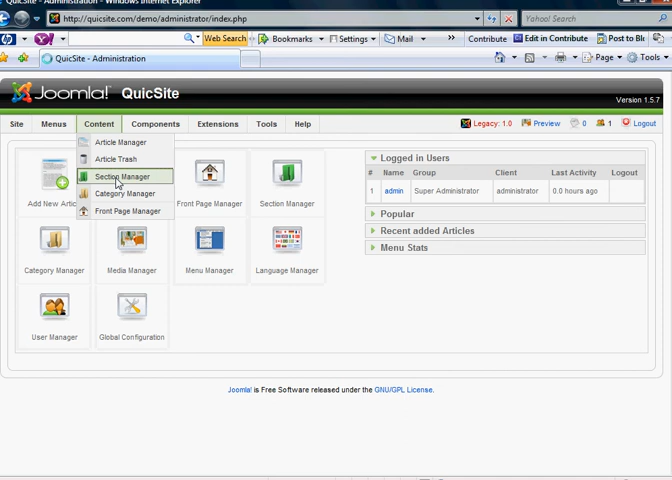 QuicSite - Administration - Windows Internet Explorer
http://quicsite.com/demo/administrator/index.php
Yahoo! Search
Y! Web Search Bookmarks Settings Mail >> Contribute Edit in Contribute Post to Bl
QuicSite - Administration
Page Tools
Joomla! QuicSite
Version 1.5.7
Site Menus Content Components Extensions Tools Help Legacy: 1.0 Preview 0 1 Logout
Article Manager
Article Trash
Section Manager
Category Manager
Front Page Manager
Add New Artic
Front Page Manager
Section Manager
Category Manager
Media Manager
Menu Manager
Language Manager
User Manager
Global Configuration
Logged in Users
# Name Group Client Last Activity Logout
1 admin Super Administrator administrator 0.0 hours ago
Popular
Recent added Articles
Menu Stats
Joomla! is Free Software released under the GNU/GPL License.